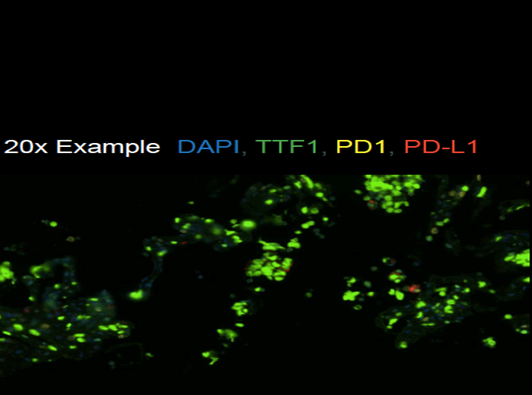 20x Example DAPI, TTF1, PD1, PD-L1